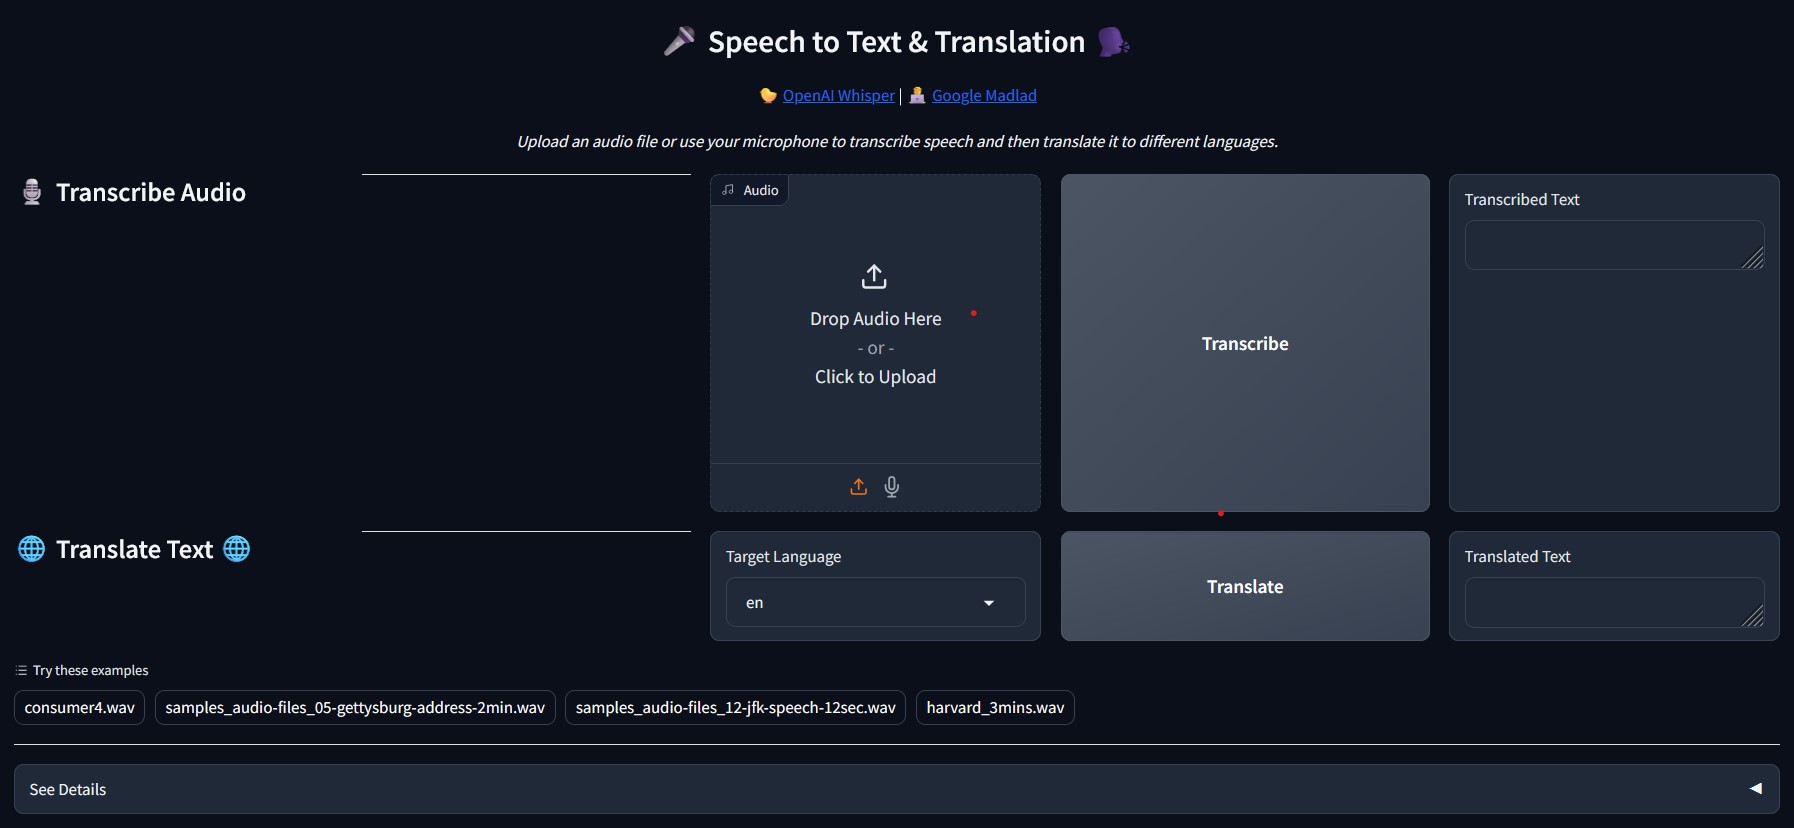 Speech to Text & Translation
OpenAI Whisper | Google Madlad
Upload an audio file or use your microphone to transcribe speech and then translate it to different languages.
Transcribe Audio
Audio
Drop Audio Here
- or -
Click to Upload
Transcribe
Transcribed Text
Translate Text
Target Language
en
Translate
Translated Text
Try these examples
consumer4.wav
samples_audio-files_05-gettysburg-address-2min.wav
samples_audio-files_12-jfk-speech-12sec.wav
harvard_3mins.wav
See Details